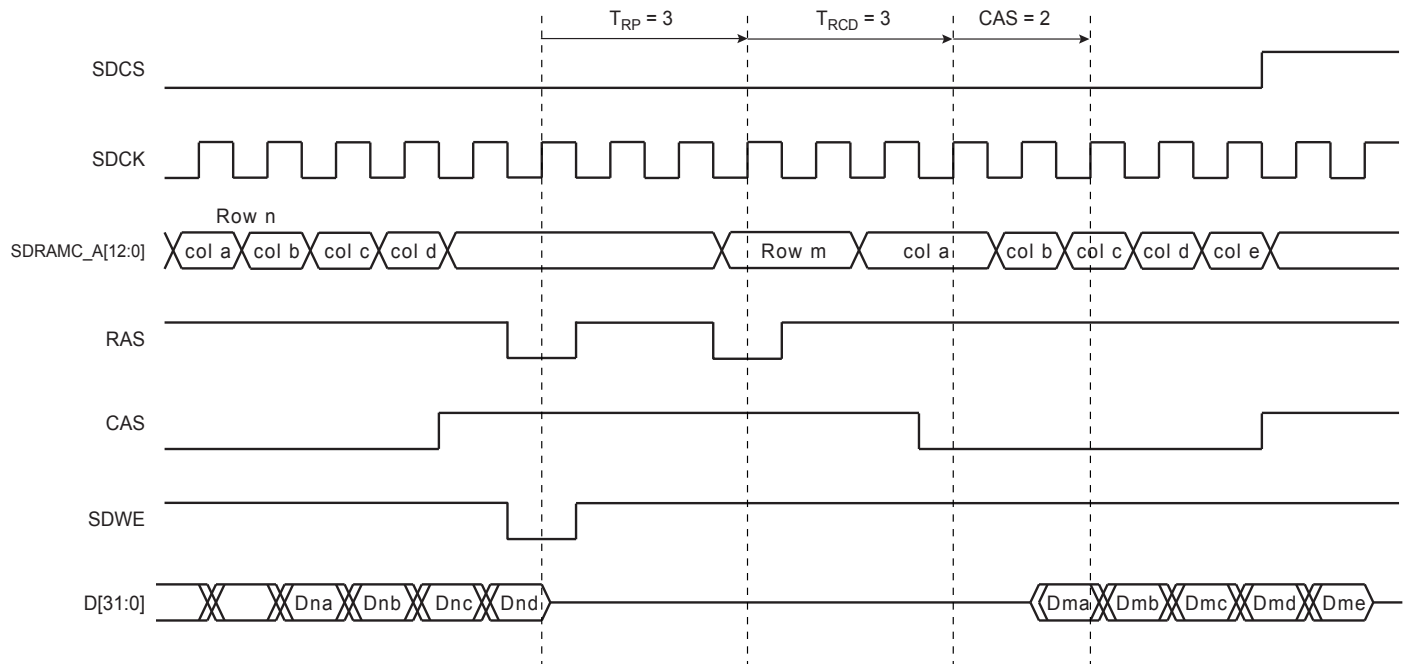 T_RP = 3 T_RCD = 3 CAS = 2
SDCS
SDCK
Row n
SDRAMC_A[12:0] col a col b col c col d Row m col a col b col c col d col e
RAS
CAS
SDWE
D[31:0] Dna Dnb Dnc Dnd Dma Dmb Dmc Dmd Dme